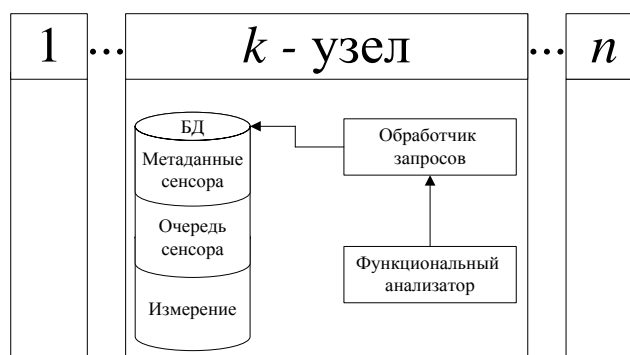 1 ... k - узел ... n
БД
Метаданные
сенсора
Очередь
сенсора
Измерение
Обработчик
запросов
Функциональный
анализатор